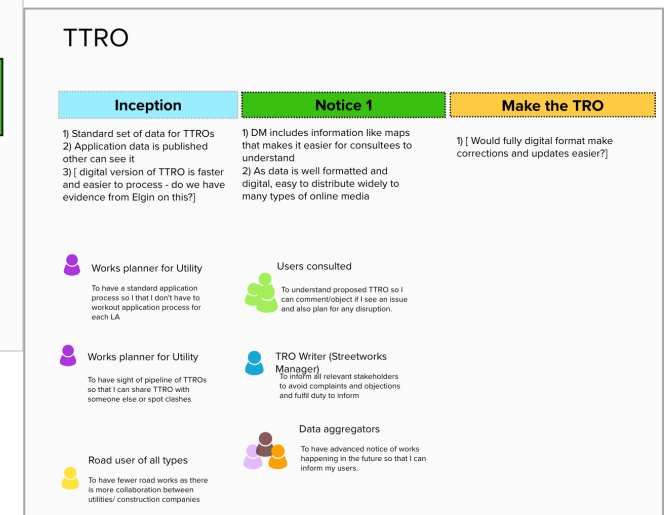 TTRO
Inception
1) Standard set of data for TTROs
2) Application data is published
other can see it
3) [ digital version of TTRO is faster
and easier to process - do we have
evidence from Elgin on this?]
Works planner for Utility
To have a standard application
process so I that I don't have to
workout application process for
each LA
Works planner for Utility
To have sight of pipeline of TTROs
so that I can share TTRO with
someone else or spot clashes
Road user of all types
To have fewer road works as there
is more collaboration between
utilities/ construction companies
Notice 1
1) DM includes information like maps
that makes it easier for consultees to
understand
2) As data is well formatted and
digital, easy to distribute widely to
many types of online media
Users consulted
To understand proposed TTRO so I
can comment/object if I see an issue
and also plan for any disruption.
TRO Writer (Streetworks
Manager)
To inform all relevant stakeholders
to avoid complaints and objections
and fulfil duty to inform
Data aggregators
To have advanced notice of works
happening in the future so that I can
inform my users.
Make the TRO
1) [ Would fully digital format make
corrections and updates easier?]